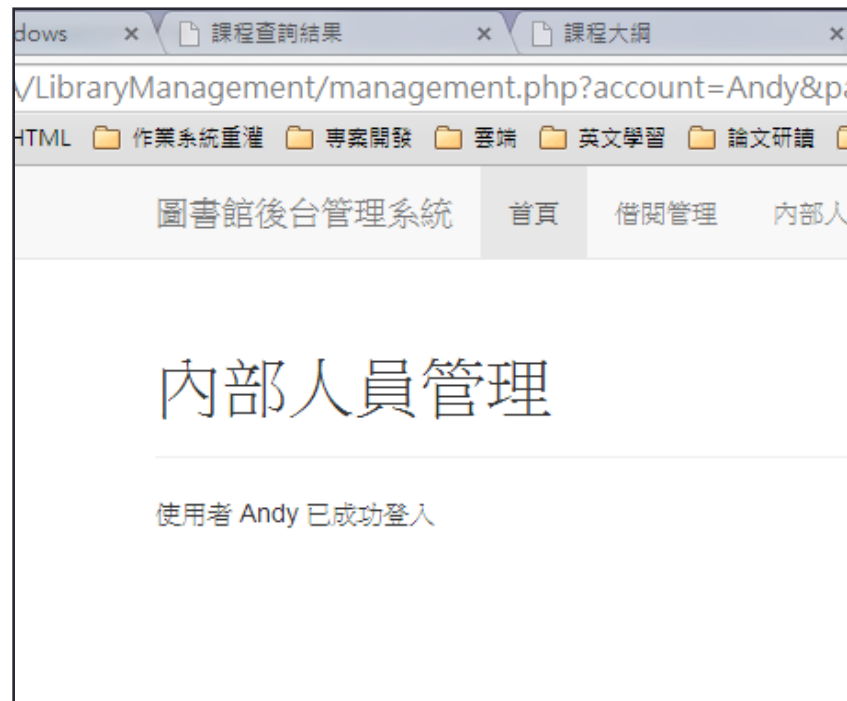 dows × 課程查詢結果 × 課程大綱 ×
/LibraryManagement/management.php?account=Andy&pa
HTML 作業系統重灌 專案開發 雲端 英文學習 論文研讀
圖書館後台管理系統 首頁 借閱管理 內部人
內部人員管理
使用者 Andy 已成功登入